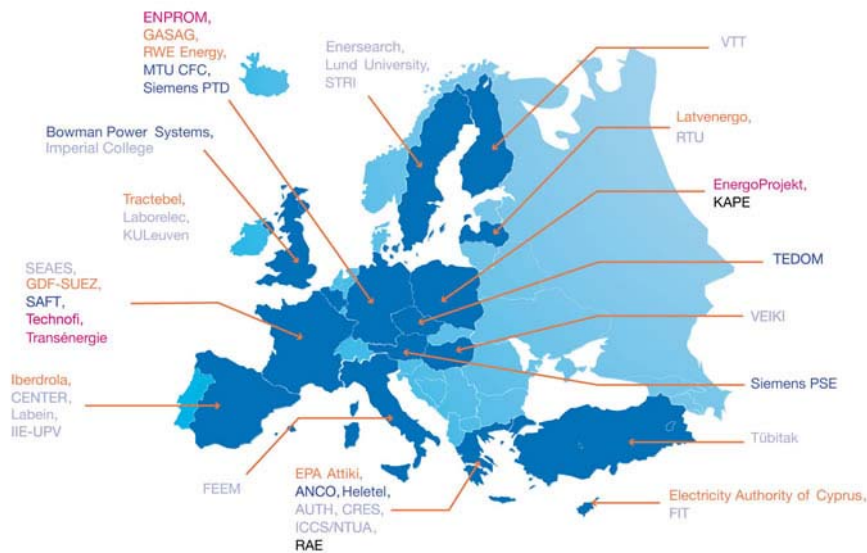 ENPROM,
GASAG,
RWE Energy,
MTU CFC,
Siemens PTD
Enersearch,
Lund University,
STRI
VTT
Bowman Power Systems,
Imperial College
Latvenergo,
RTU
Tractebel,
Laborelec,
KULeuven
EnergoProjekt,
KAPE
SEAES,
GDF-SUEZ,
SAFT,
Technofi,
Transénergie
TEDOM
VEIKI
Iberdrola,
CENTER,
Labein,
IIE-UPV
Siemens PSE
FEEM
EPA Attiki,
ANCO, Heletel,
AUTH, CRES,
ICCS/NTUA,
RAE
Tübitak
Electricity Authority of Cyprus,
FIT